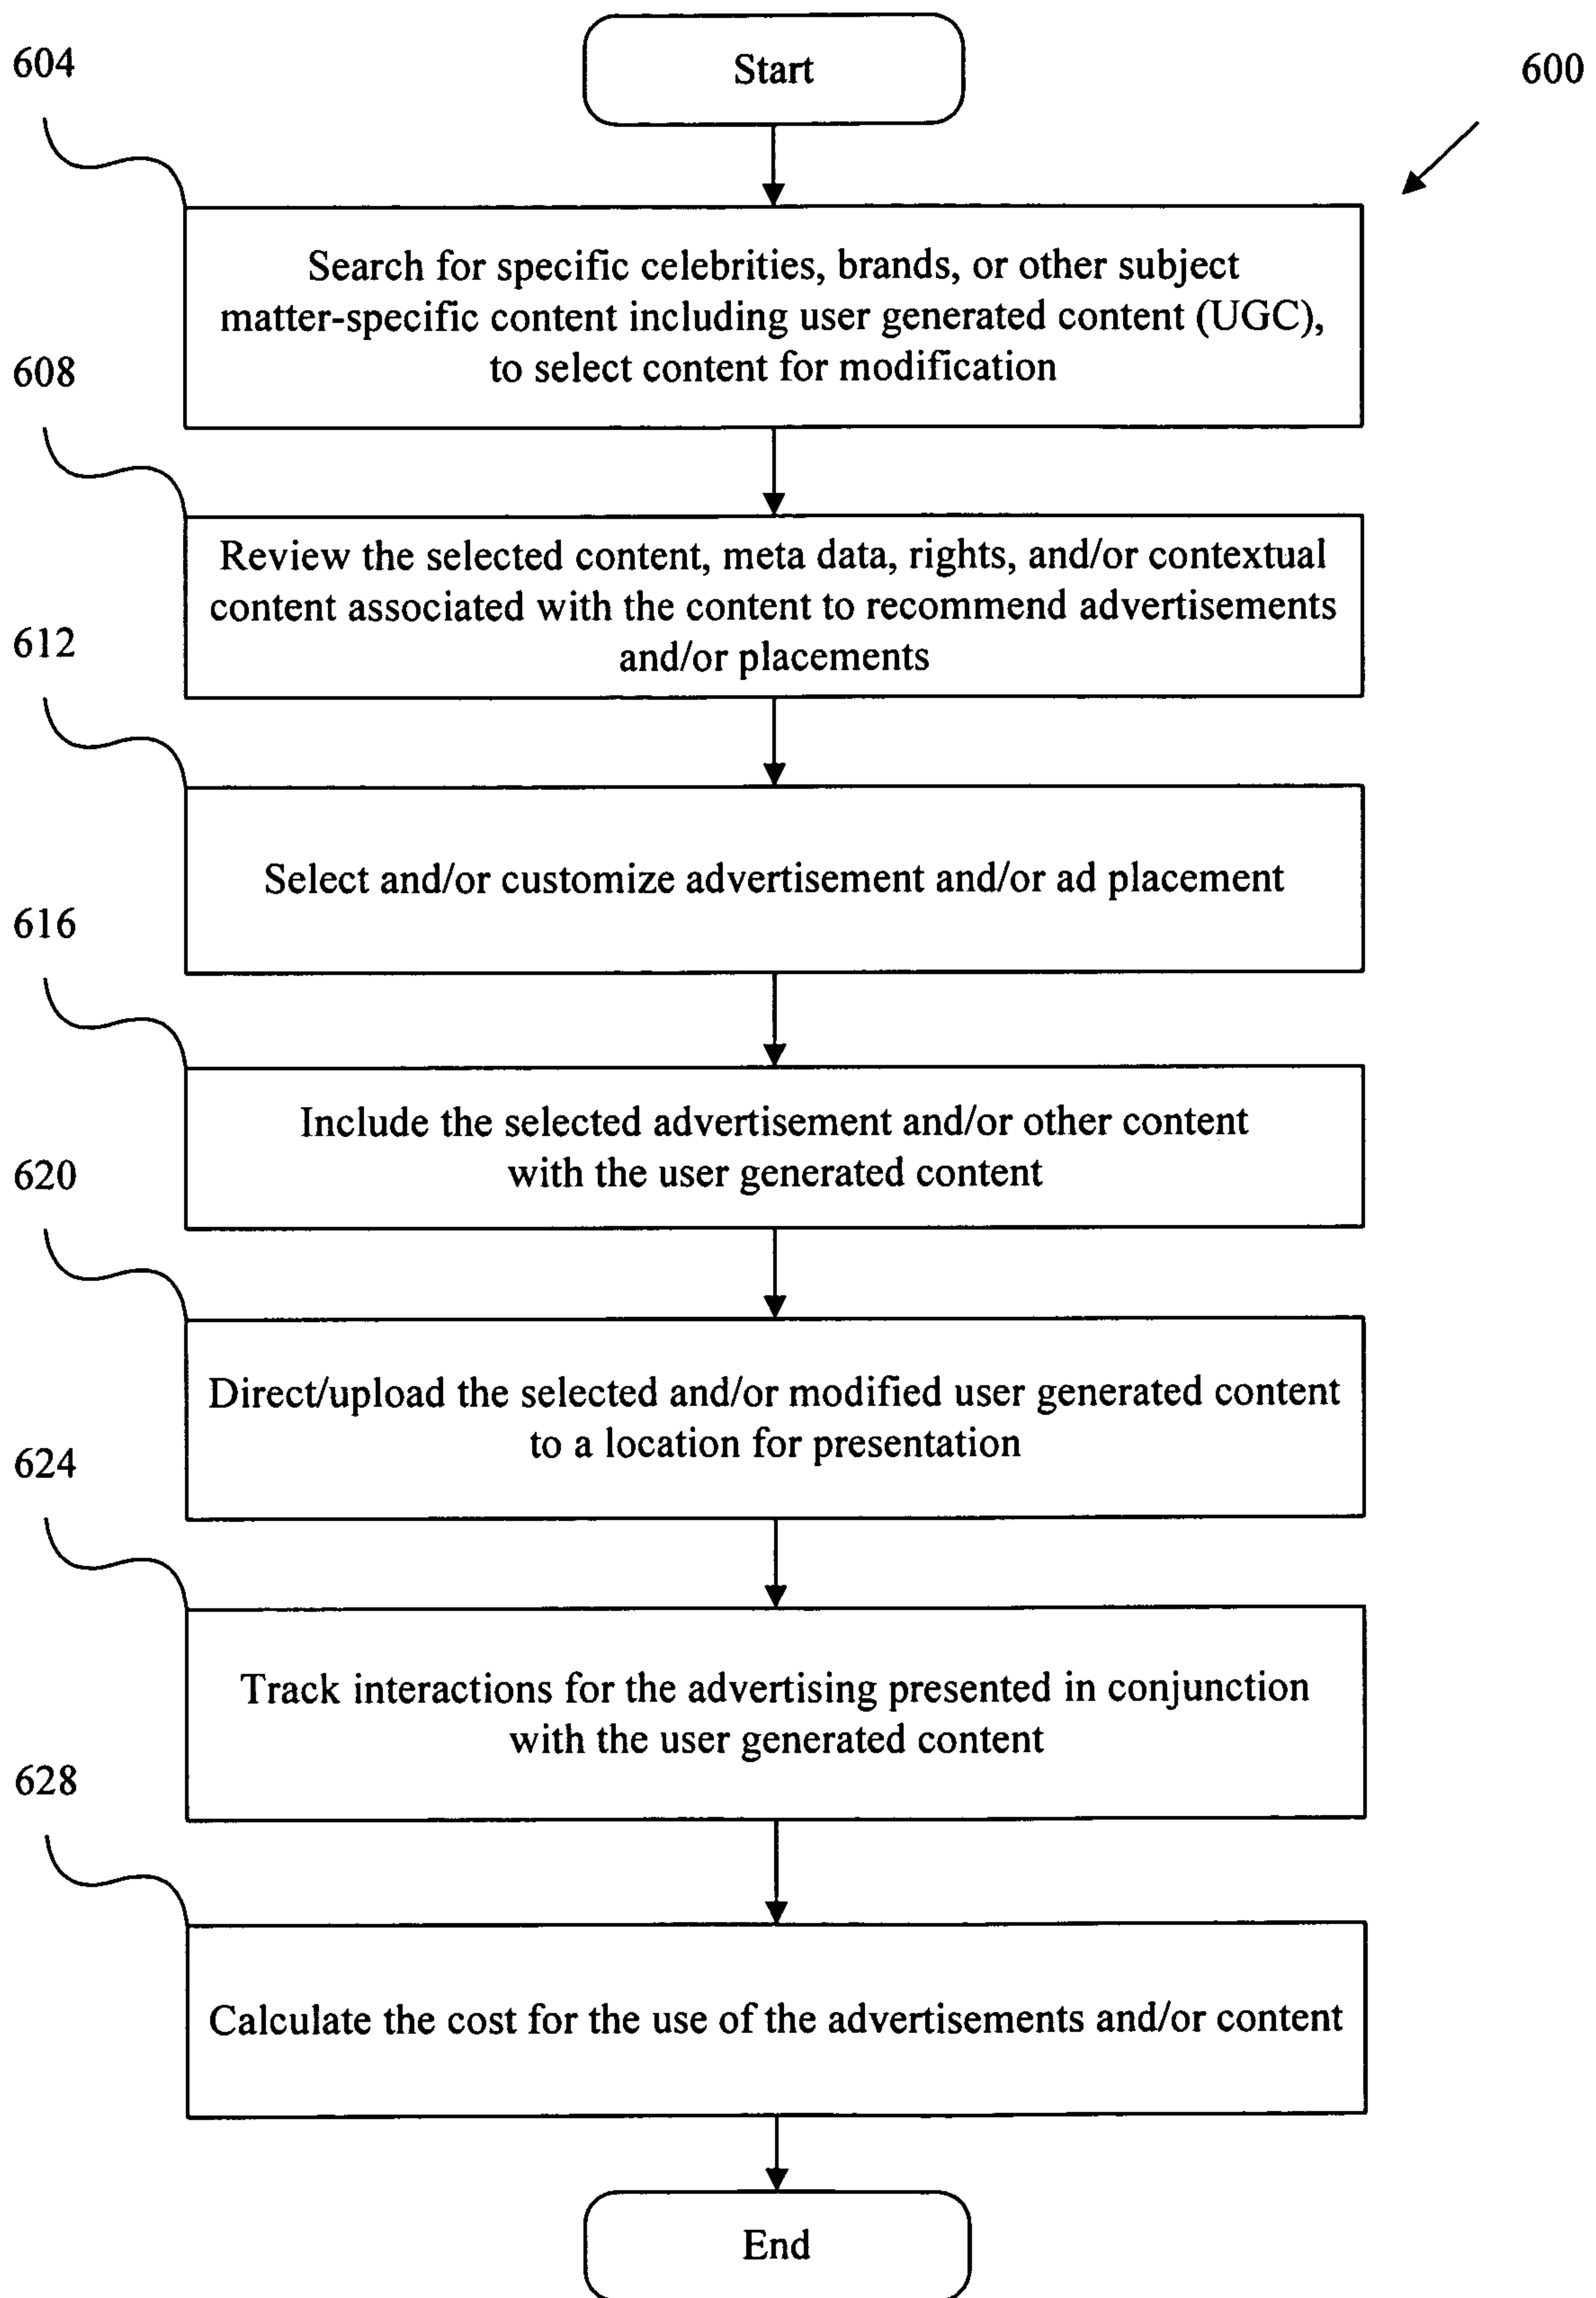 604
Start
600
Search for specific celebrities, brands, or other subject
matter-specific content including user generated content (UGC),
to select content for modification
608
Review the selected content, meta data, rights, and/or contextual
content associated with the content to recommend advertisements
and/or placements
612
Select and/or customize advertisement and/or ad placement
616
Include the selected advertisement and/or other content
with the user generated content
620
Direct/upload the selected and/or modified user generated content
to a location for presentation
624
Track interactions for the advertising presented in conjunction
with the user generated content
628
Calculate the cost for the use of the advertisements and/or content
End